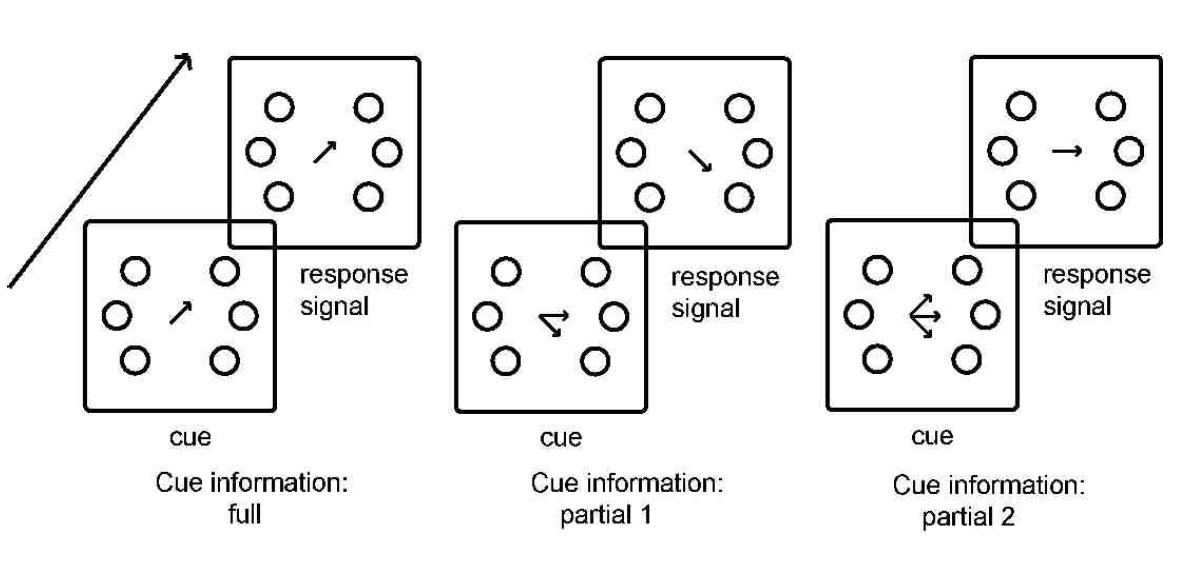 response
signal
cue
Cue information:
full
response
signal
cue
Cue information:
partial 1
response
signal
cue
Cue information:
partial 2